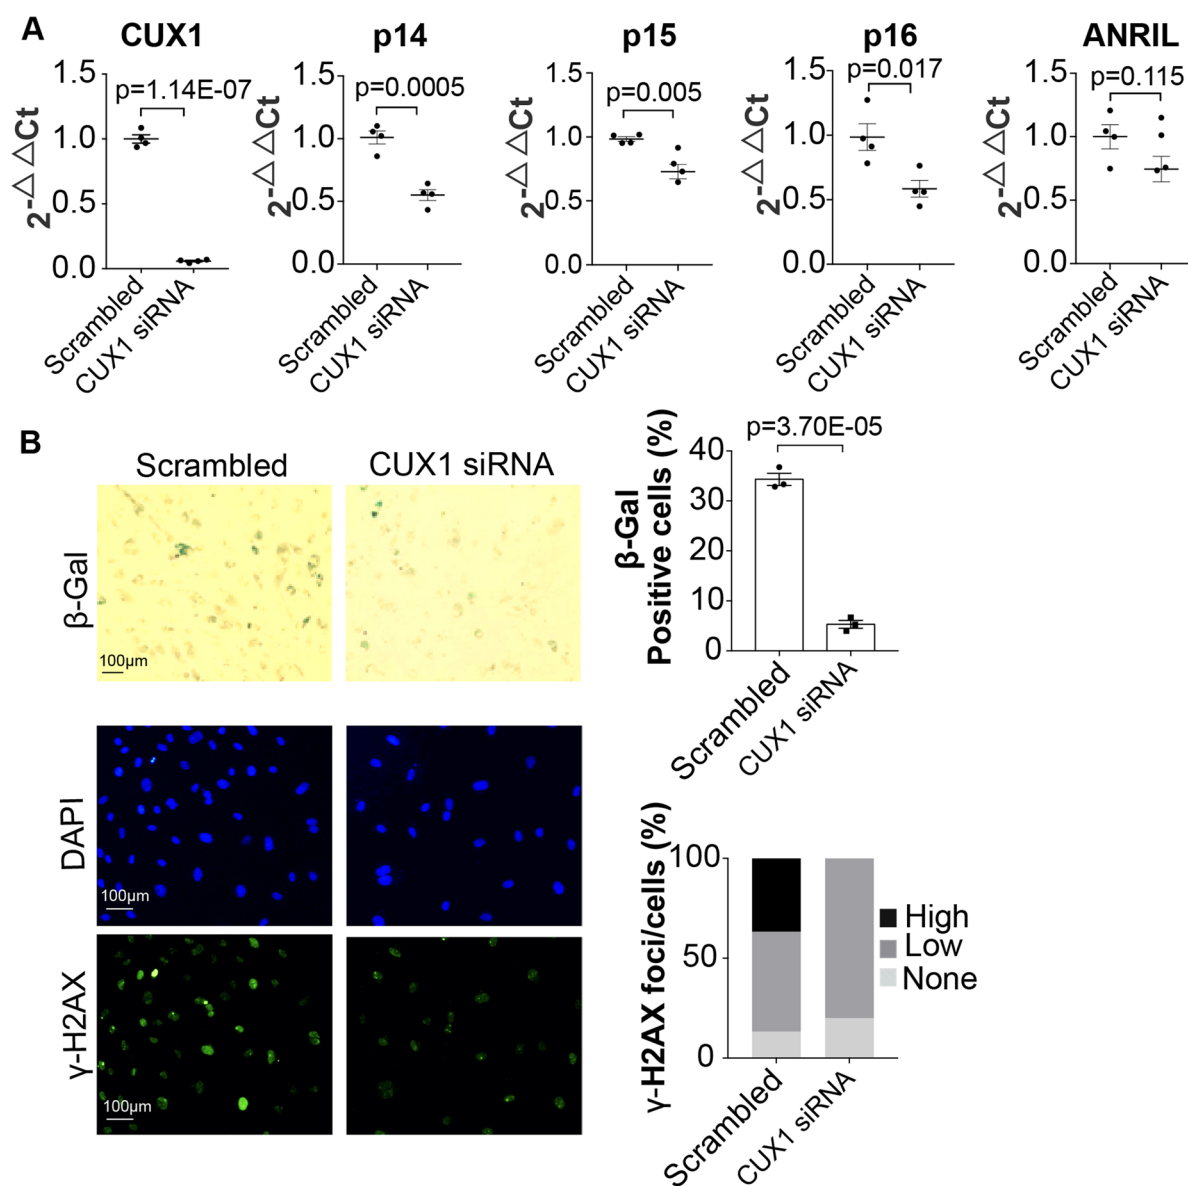 A
CUX1
p14
p15
p16
ANRIL
p=1.14E-07
p=0.0005
p=0.005
p=0.017
p=0.115
2-△△Ct
1.5
1.0
0.5
0.0
Scrambled
CUX1 siRNA
2-△△Ct
1.5
1.0
0.5
0.0
Scrambled
CUX1 siRNA
2-△△Ct
1.5
1.0
0.5
0.0
Scrambled
CUX1 siRNA
2-△△Ct
1.5
1.0
0.5
0.0
Scrambled
CUX1 siRNA
2-△△Ct
1.5
1.0
0.5
0.0
Scrambled
CUX1 siRNA
B
Scrambled
CUX1 siRNA
β-Gal
100µm
DAPI
100µm
γ-H2AX
100µm
p=3.70E-05
β-Gal
Positive cells (%)
40
30
20
10
0
Scrambled
CUX1 siRNA
γ-H2AX foci/cells (%)
100
50
0
High
Low
None
Scrambled
CUX1 siRNA